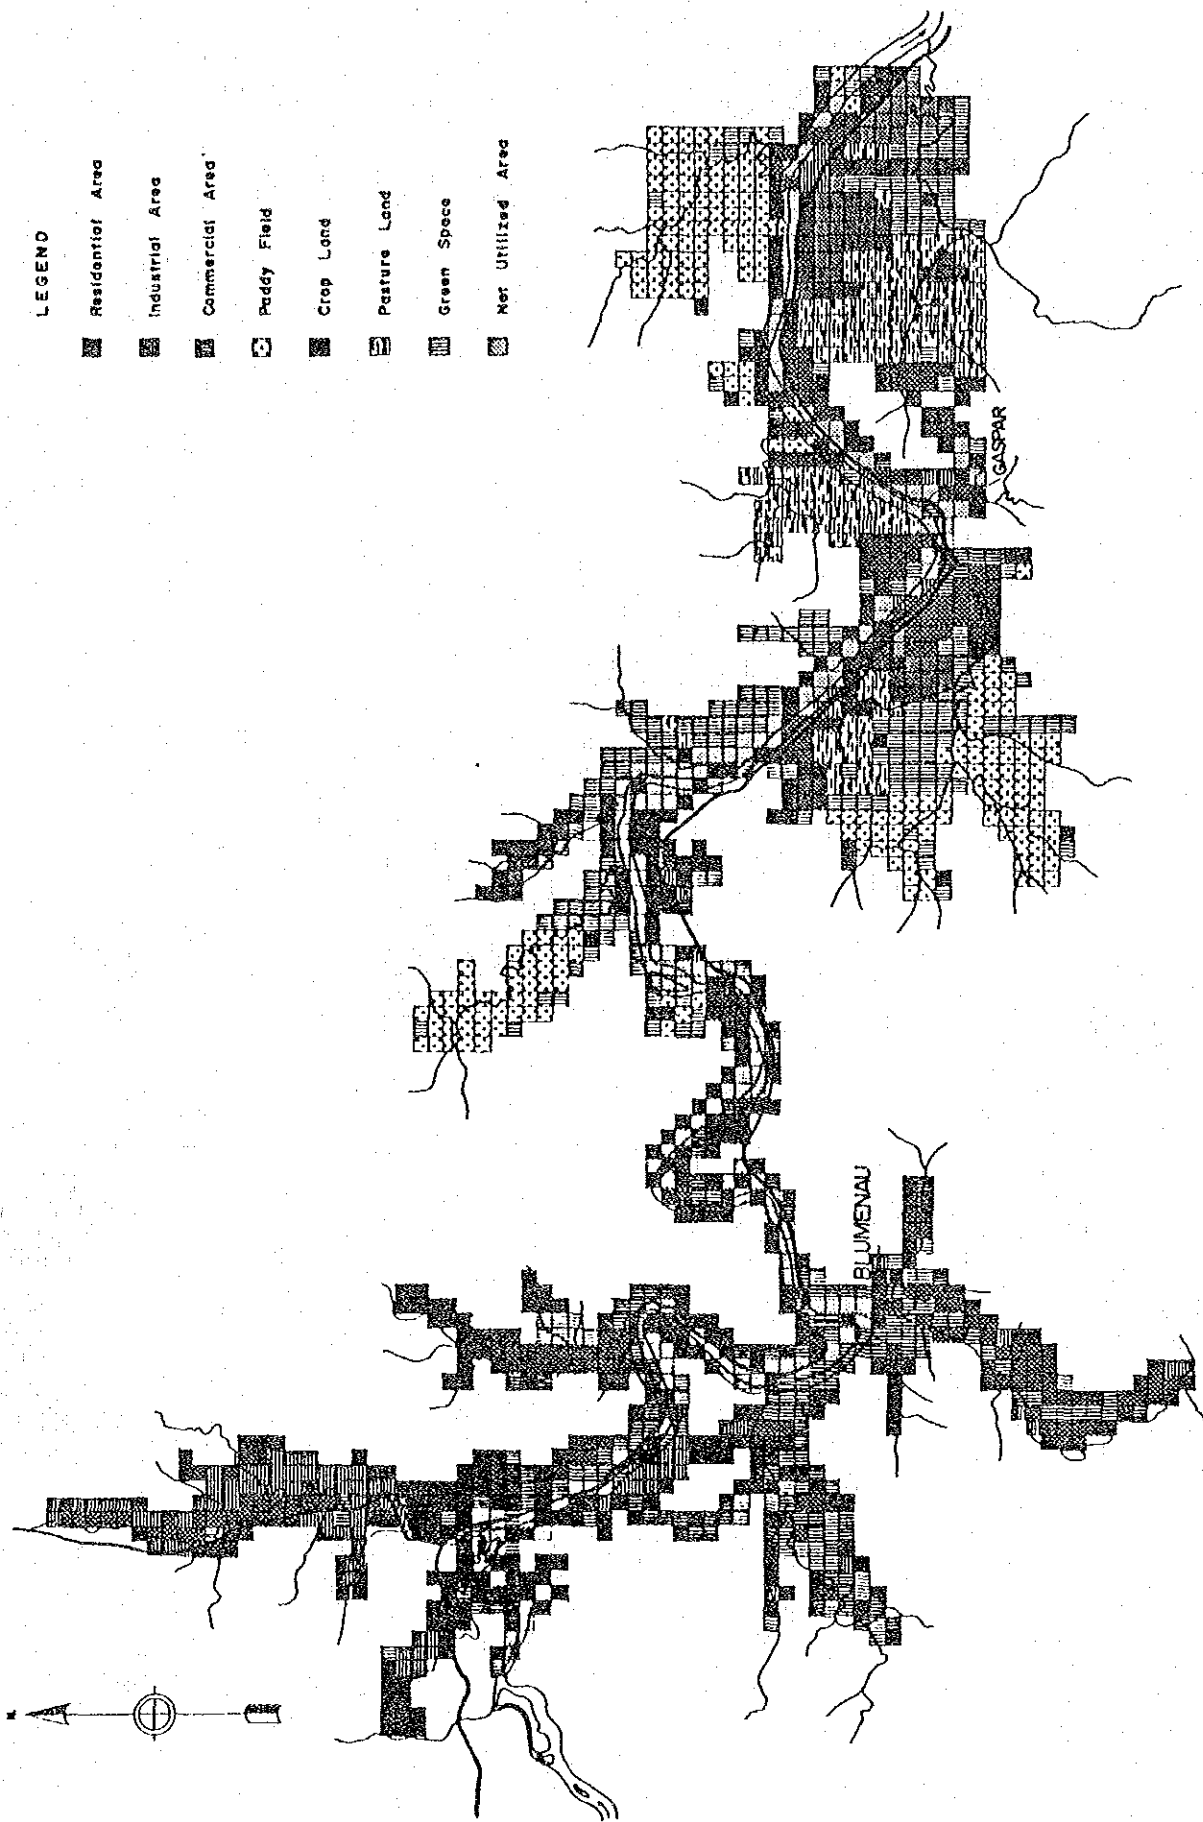 LEGEND
Residential Area
Industrial Area
Commercial Area
Paddy Field
Crop Land
Pasture Land
Green Space
Not Utilized Area
GASPAR
BLUMENAU
N